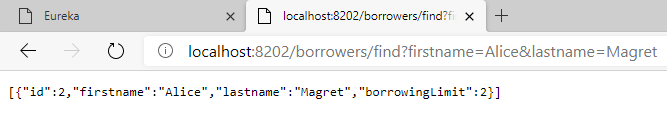 Eureka
localhost:8202/borrowers/find?fi
localhost:8202/borrowers/find?firstname=Alice&lastname=Magret
[{"id":2,"firstname":"Alice","lastname":"Magret","borrowingLimit":2}]